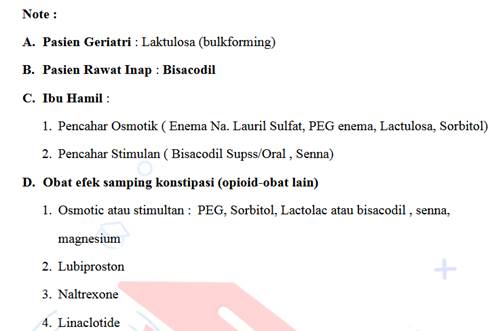 Note :
A. Pasien Geriatri : Laktulosa (bulkforming)
B. Pasien Rawat Inap : Bisacodil
C. Ibu Hamil :
1. Pencahar Osmotik ( Enema Na. Lauril Sulfat, PEG enema, Lactulosa, Sorbitol)
2. Pencahar Stimulan ( Bisacodil Supss/Oral , Senna)
D. Obat efek samping konstipasi (opioid-obat lain)
1. Osmotic atau stimultan : PEG, Sorbitol, Lactolac atau bisacodil , senna,
magnesium
2. Lubiproston
3. Naltrexone
4. Linaclotide